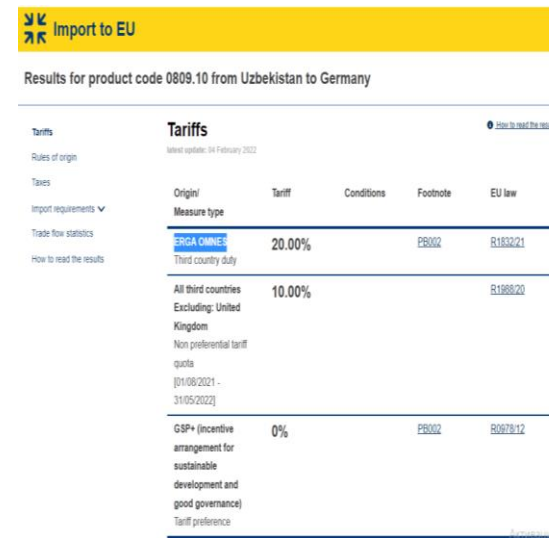 Import to EU
Results for product code 0809.10 from Uzbekistan to Germany
Tariffs
Rules of origin
Taxes
Import requirements
Trade flow statistics
How to read the results
Tariffs
latest update: 04 February 2022
How to read the
Origin/
Measure type
Tariff
Conditions
Footnote
EU law
ERGA OMNES
Third country duty
20.00%
PB002
R1832/21
All third countries
Excluding: United
Kingdom
Non preferential tariff
quota
[01/08/2021 -
31/05/2022]
10.00%
R1988/20
GSP+ (incentive
arrangement for
sustainable
development and
good governance)
Tariff preference
0%
PB002
R0978/12